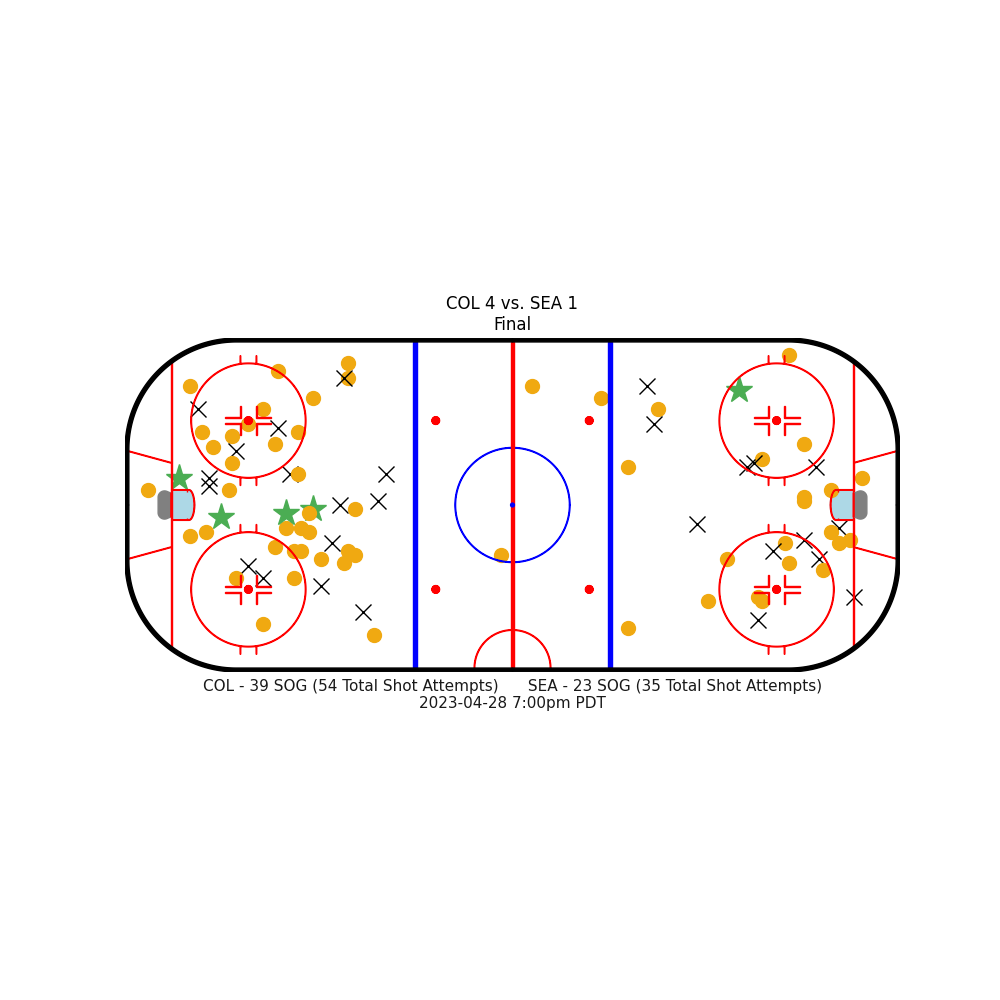 COL 4 vs. SEA 1
Final
COL - 39 SOG (54 Total Shot Attempts) SEA - 23 SOG (35 Total Shot Attempts)
2023-04-28 7:00pm PDT